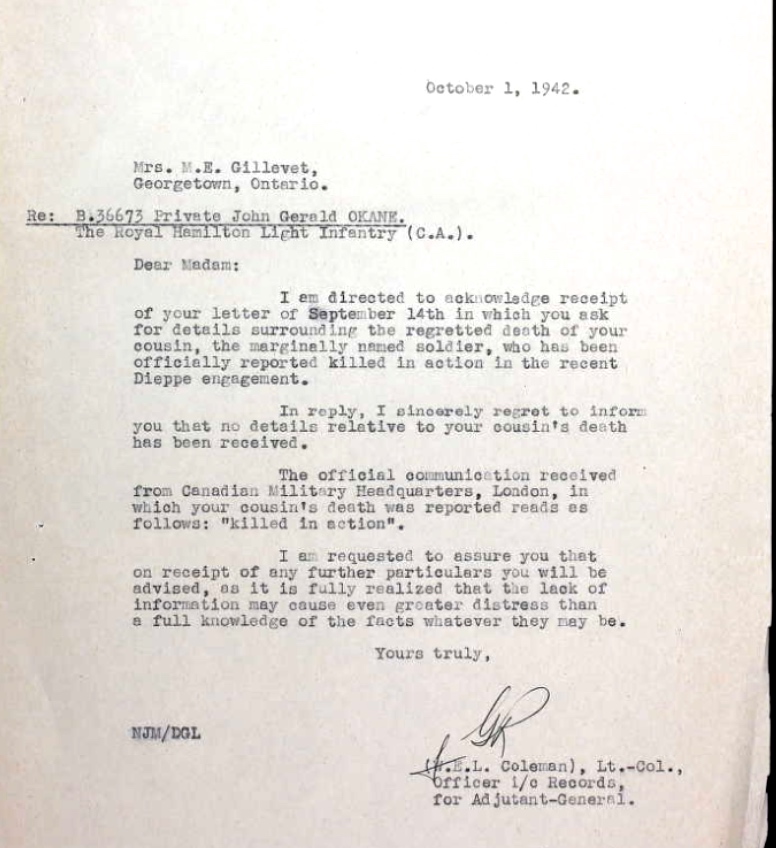 October 1, 1942.
Mrs. M.E. Gillevet,
Georgetown, Ontario.
Re: B.36673 Private John Gerald OKANE.
The Royal Hamilton Light Infantry (C.A.).
Dear Madam:
I am directed to acknowledge receipt
of your letter of September 14th in which you ask
for details surrounding the regretted death of your
cousin, the marginally named soldier, who has been
officially reported killed in action in the recent
Dieppe engagement.
In reply, I sincerely regret to inform
you that no details relative to your cousin's death
has been received.
The official communication received
from Canadian Military Headquarters, London, in
which your cousin's death was reported reads as
follows: "killed in action".
I am requested to assure you that
on receipt of any further particulars you will be
advised, as it is fully realized that the lack of
information may cause even greater distress than
a full knowledge of the facts whatever they may be.
Yours truly,
NJM/DGL
.E.L. Coleman), Lt.-Col.,
Officer i/c Records,
for Adjutant-General.